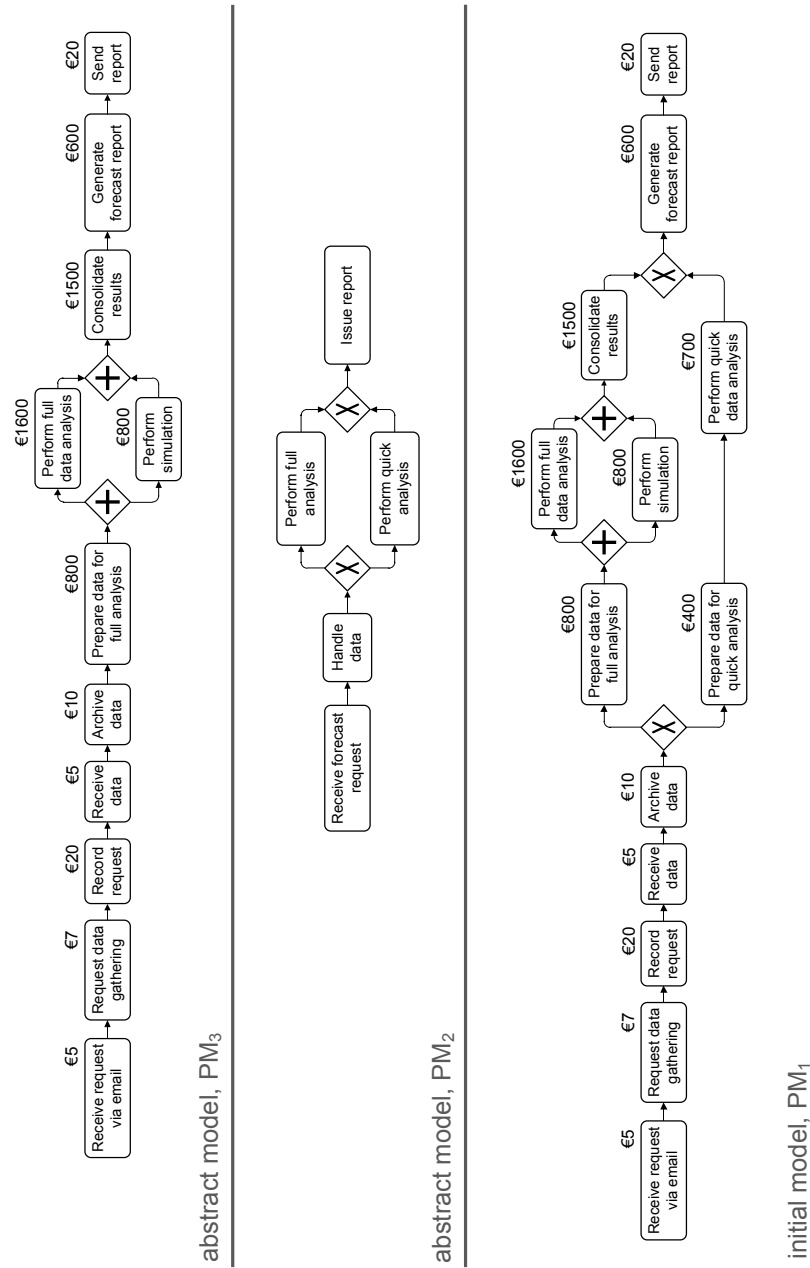 €5
Receive request
via email
€7
Request data
gathering
€20
Record
request
€5
Receive
data
€10
Archive
data
€800
Prepare data for
full analysis
€1600
Perform full
data analysis
€800
Perform
simulation
€1500
Consolidate
results
€600
Generate
forecast report
€20
Send
report
abstract model, PM3
Receive forecast
request
Handle
data
X
Perform full
analysis
Perform quick
analysis
X
Issue report
abstract model, PM2
€5
Receive request
via email
€7
Request data
gathering
€20
Record
request
€5
Receive
data
€10
Archive
data
X
€800
Prepare data for
full analysis
€1600
Perform full
data analysis
€800
Perform
simulation
€1500
Consolidate
results
€400
Prepare data for
quick analysis
€700
Perform quick
data analysis
X
€600
Generate
forecast report
€20
Send
report
initial model, PM1